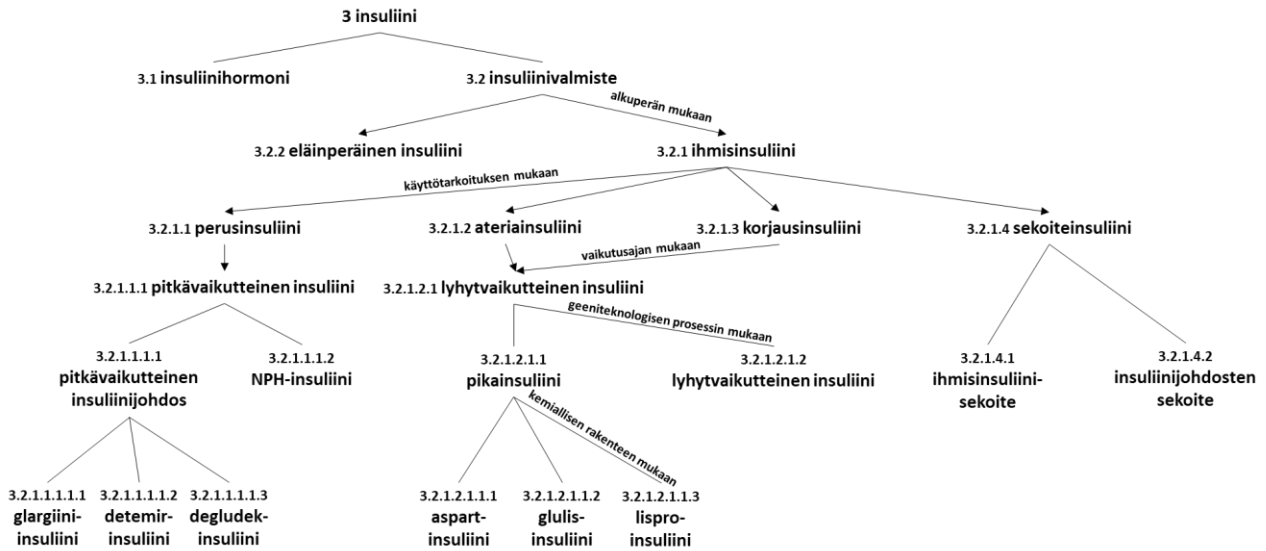 3 insuliini
3.1 insuliinihormoni
3.2 insuliinivalmiste
alkuperän mukaan
3.2.2 eläinperäinen insuliini
3.2.1 ihmisinsuliini
käyttötarkoituksen mukaan
3.2.1.1 perusinsuliini
3.2.1.2 ateriainsuliini
3.2.1.3 korjausinsuliini
3.2.1.4 sekoiteinsuliini
vaikutusajan mukaan
3.2.1.1.1 pitkävaikutteinen insuliini
3.2.1.2.1 lyhytvaikutteinen insuliini
geeniteknologisen prosessin mukaan
3.2.1.1.1.1
pitkävaikutteinen
insuliinijohdos
3.2.1.1.1.2
NPH-insuliini
3.2.1.2.1.1
pikainsuliini
3.2.1.2.1.2
lyhytvaikutteinen insuliini
3.2.1.4.1
ihmisinsuliini-
sekoite
3.2.1.4.2
insuliinijohdosten
sekoite
kemiallisen rakenteen mukaan
3.2.1.1.1.1.1
glargiini-
insuliini
3.2.1.1.1.1.2
detemir-
insuliini
3.2.1.1.1.1.3
degludek-
insuliini
3.2.1.2.1.1.1
aspart-
insuliini
3.2.1.2.1.1.2
glulis-
insuliini
3.2.1.2.1.1.3
lispro-
insuliini